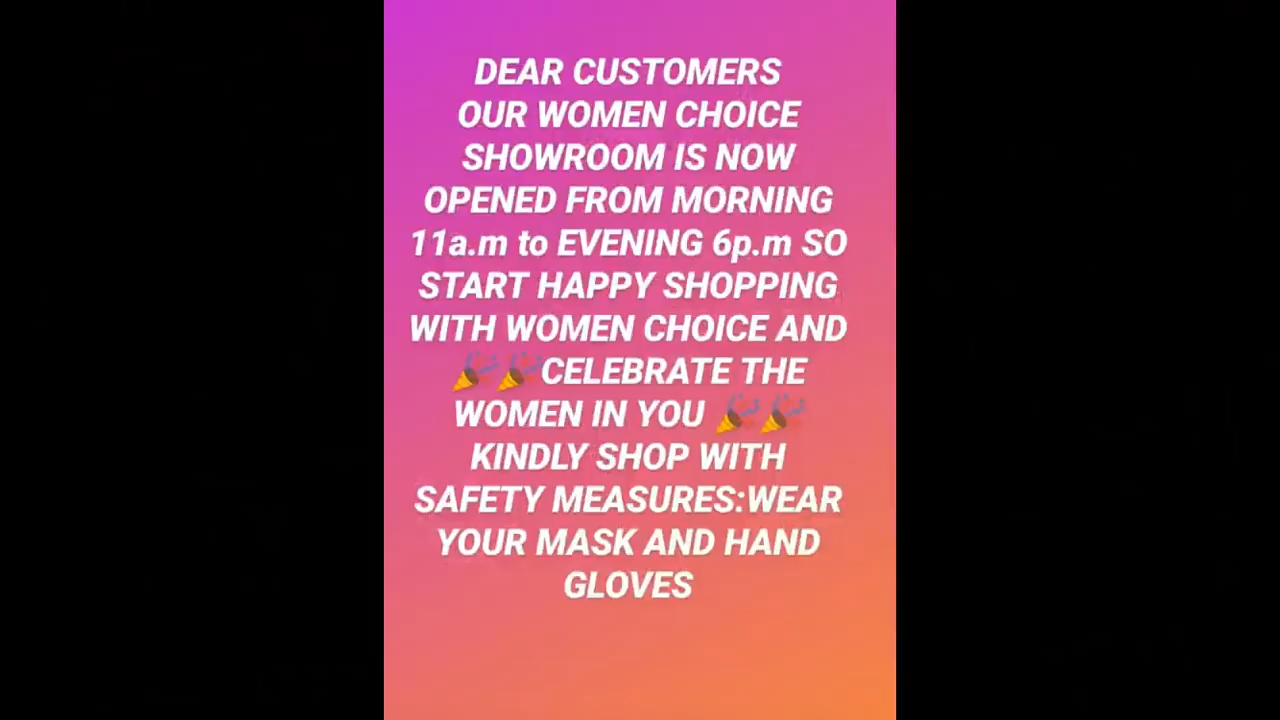 DEAR CUSTOMERS
OUR WOMEN CHOICE
SHOWROOM IS NOW
OPENED FROM MORNING
11a.m to EVENING 6p.m SO
START HAPPY SHOPPING
WITH WOMEN CHOICE AND
🎉🎉CELEBRATE THE
WOMEN IN YOU 🎉🎉
KINDLY SHOP WITH
SAFETY MEASURES:WEAR
YOUR MASK AND HAND
GLOVES